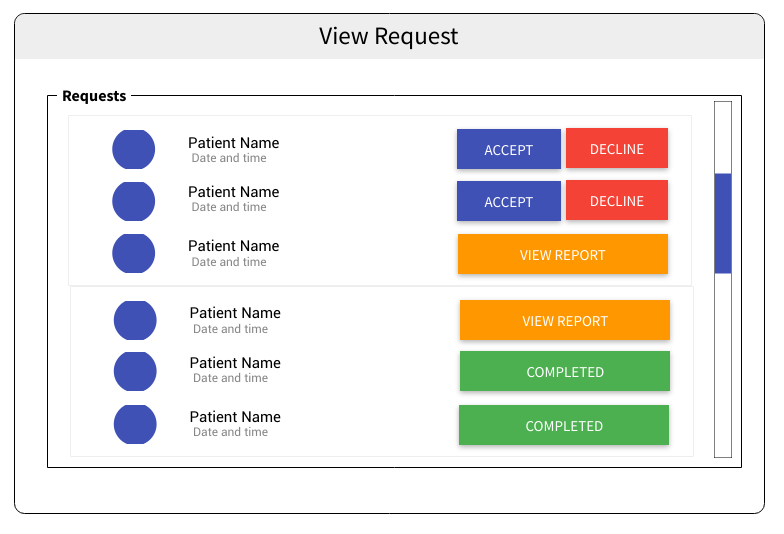 View Request
Requests
Patient Name
Date and time
ACCEPT
DECLINE
Patient Name
Date and time
ACCEPT
DECLINE
Patient Name
Date and time
VIEW REPORT
Patient Name
Date and time
VIEW REPORT
Patient Name
Date and time
COMPLETED
Patient Name
Date and time
COMPLETED